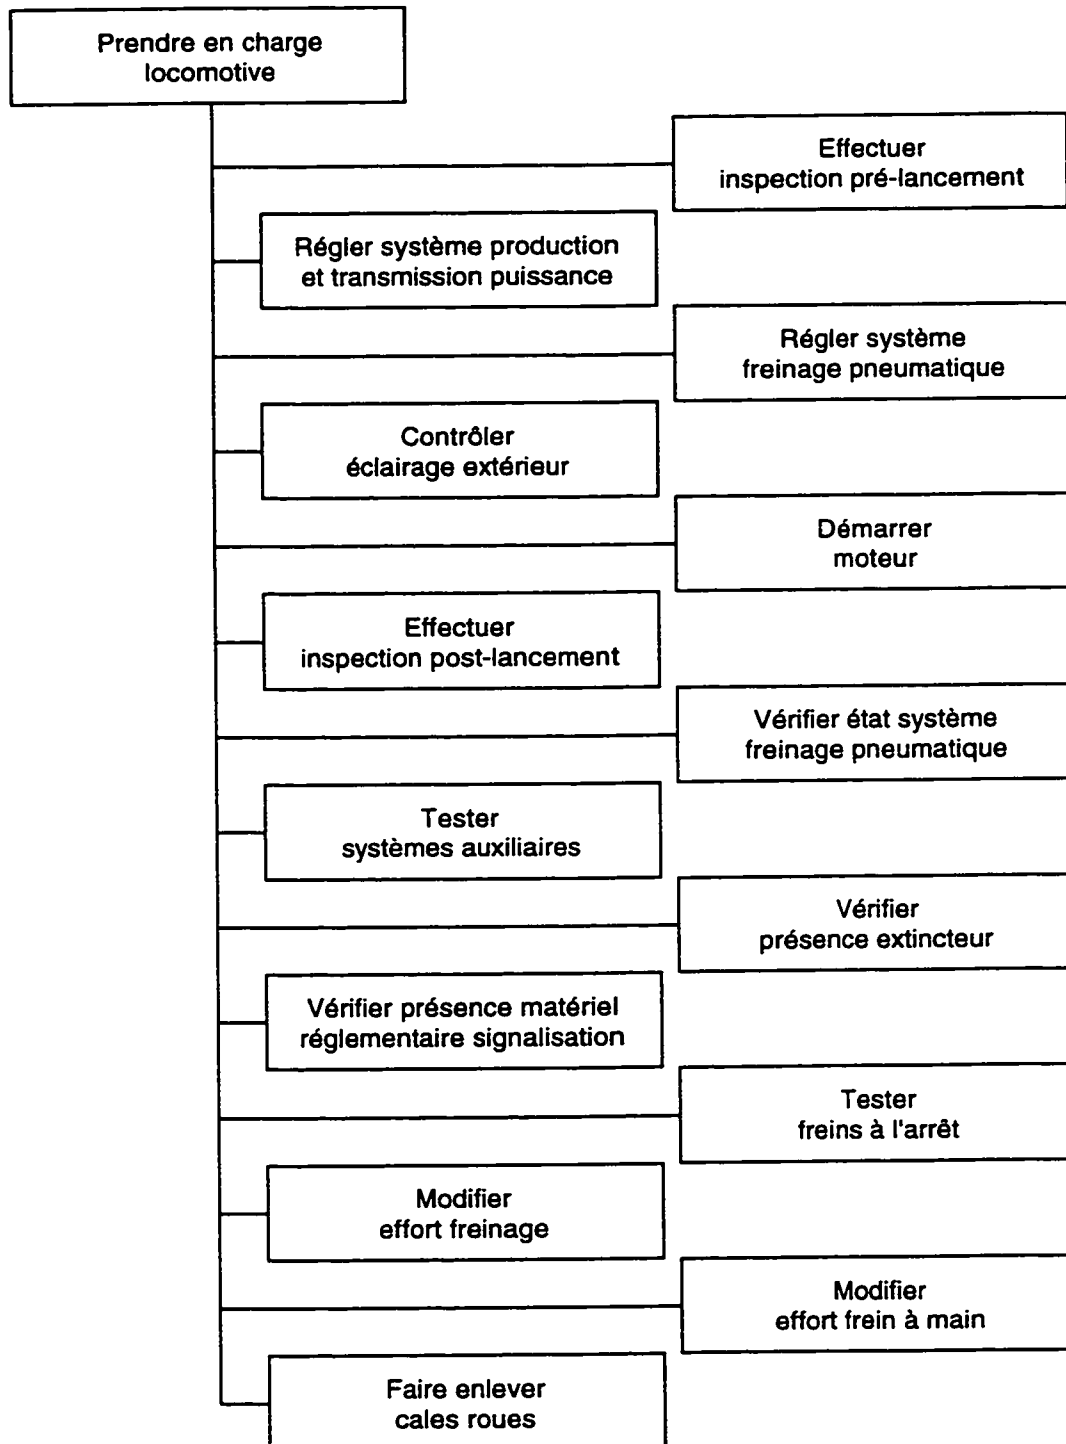 Prendre en charge
locomotive
Effectuer
inspection pré-lancement
Régler système production
et transmission puissance
Régler système
freinage pneumatique
Contrôler
éclairage extérieur
Démarrer
moteur
Effectuer
inspection post-lancement
Vérifier état système
freinage pneumatique
Tester
systèmes auxiliaires
Vérifier
présence extincteur
Vérifier présence matériel
réglementaire signalisation
Tester
freins à l'arrêt
Modifier
effort freinage
Modifier
effort frein à main
Faire enlever
cales roues